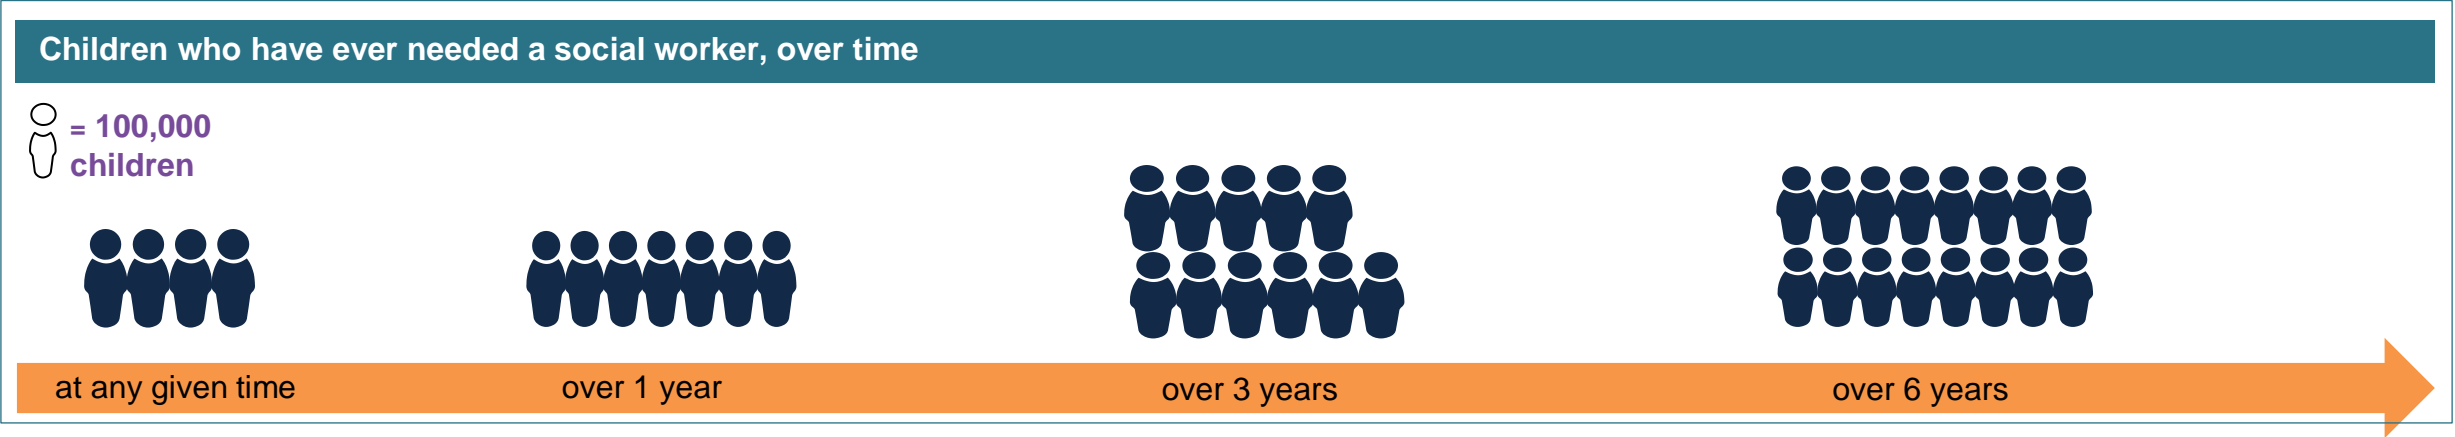 Children who have ever needed a social worker, over time
= 100,000
children
at any given time
over 1 year
over 3 years
over 6 years